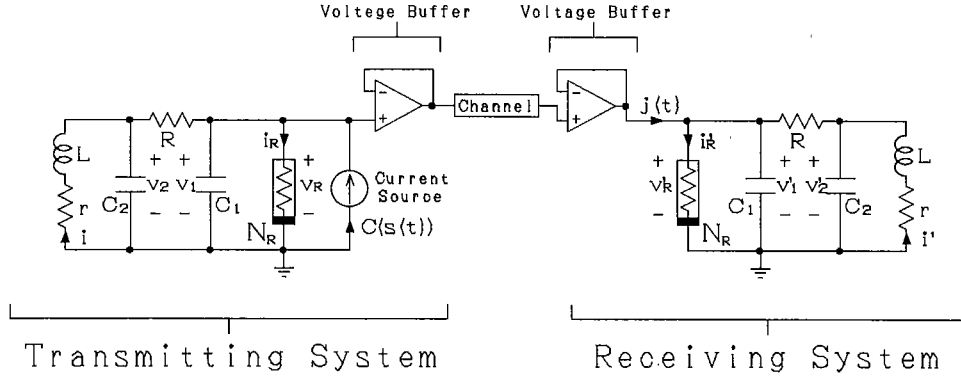 Voltege Buffer
Voltage Buffer
Channel
j(t)
R
iR
i'R
R
L
+ +
+
vR
Current
Source
+
v'R
+ +
L
v2 v1
v'1 v'2
r
C2
C1
C1
C2
r
i
NR
C(s(t))
NR
i'
Transmitting System
Receiving System